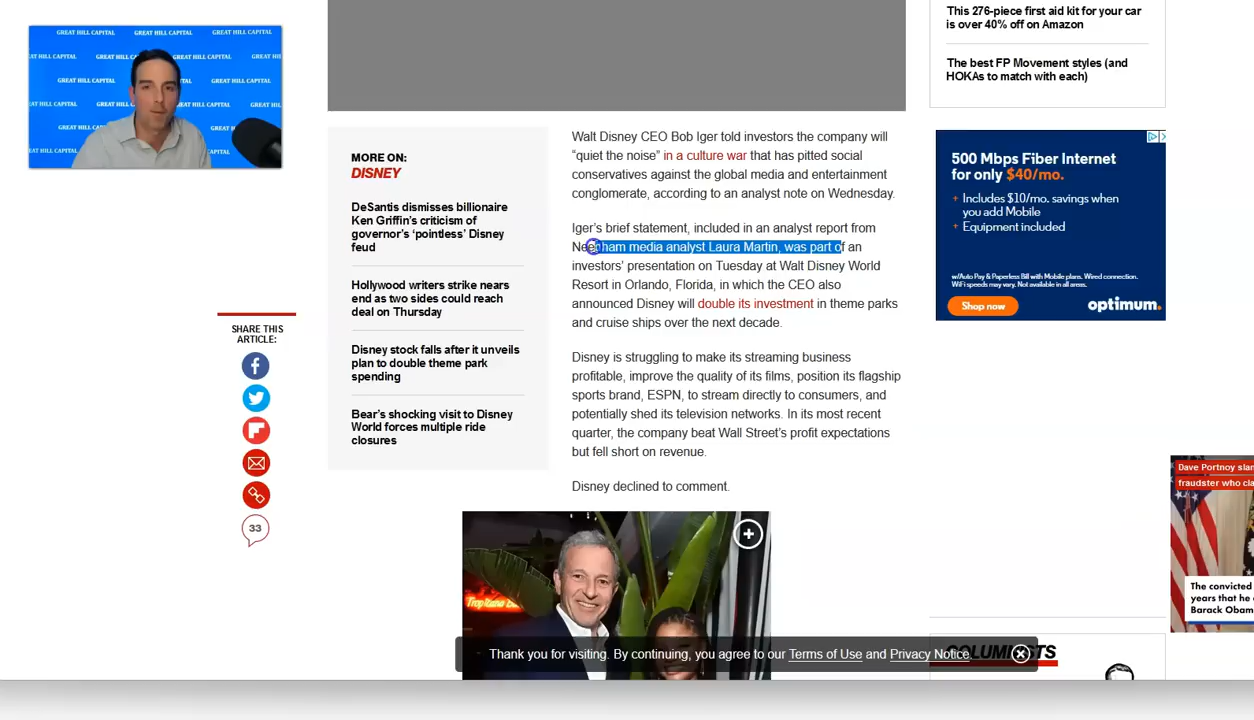 GREAT HILL CAPITAL GREAT HILL CAPITAL
GREAT HILL CAPITAL
GREAT HILL CAPITAL
This 276-piece first aid kit for your car
is over 40% off on Amazon
The best FP Movement styles (and
HOKAs to match with each)
MORE ON:
DISNEY
DeSantis dismisses billionaire
Ken Griffin's criticism of
governor's 'pointless' Disney
feud
Hollywood writers strike nears
end as two sides could reach
deal on Thursday
Disney stock falls after it unveils
plan to double theme park
spending
Bear's shocking visit to Disney
World forces multiple ride
closures
SHARE THIS
ARTICLE:
33
Walt Disney CEO Bob Iger told investors the company will
“quiet the noise” in a culture war that has pitted social
conservatives against the global media and entertainment
conglomerate, according to an analyst note on Wednesday.
Iger's brief statement, included in an analyst report from
Needham media analyst Laura Martin, was part of an
investors' presentation on Tuesday at Walt Disney World
Resort in Orlando, Florida, in which the CEO also
announced Disney will double its investment in theme parks
and cruise ships over the next decade.
Disney is struggling to make its streaming business
profitable, improve the quality of its films, position its flagship
sports brand, ESPN, to stream directly to consumers, and
potentially shed its television networks. In its most recent
quarter, the company beat Wall Street's profit expectations
but fell short on revenue.
Disney declined to comment.
500 Mbps Fiber Internet
for only $40/mo.
+ Includes $10/mo. savings when
you add Mobile
+ Equipment included
w/Auto Pay & Paperless Bill with Mobile plans. Wired connection.
WiFi speeds may vary. Not available in all areas.
Shop now
optimum.
Dave Portnoy slam
fraudster who cla
The convicted
years that he
Barack Obam
Thank you for visiting. By continuing, you agree to our Terms of Use and Privacy Notice.
COLUMNISTS